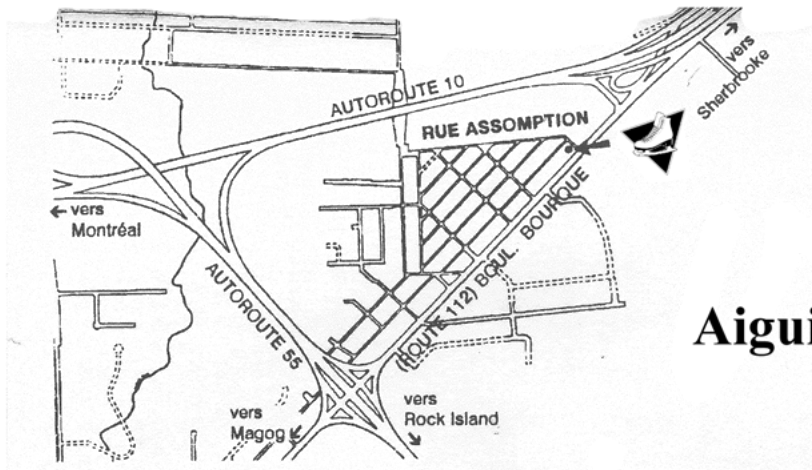 AUTOROUTE 10
vers
Sherbrooke
RUE ASSOMPTION
vers
Montréal
AUTOROUTE 55
(ROUTE 112) BOUL. BOURQUE
Aigui
vers
Magog
vers
Rock Island